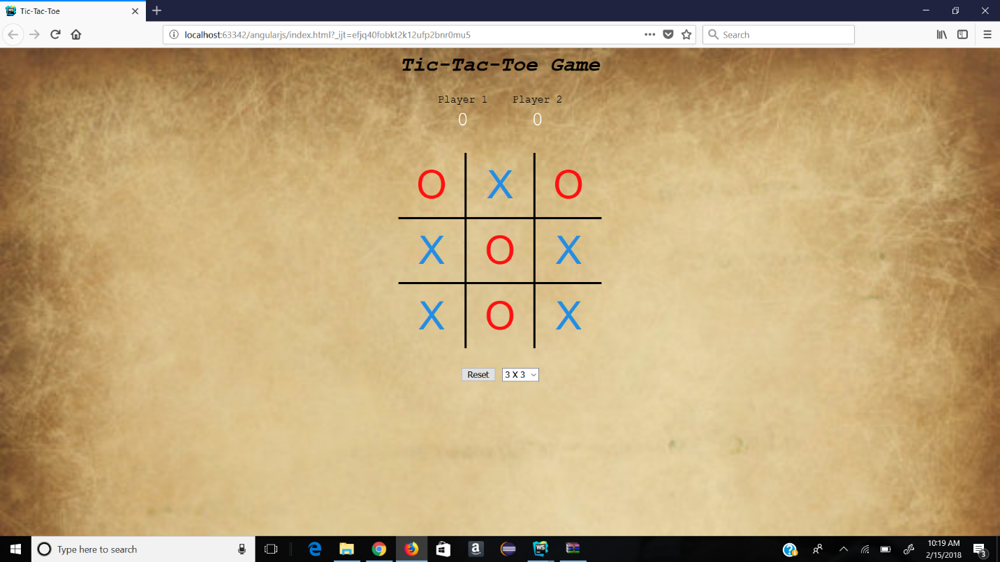 Tic-Tac-Toe
localhost:63342/angularjs/index.html?_ijt=efjq40fobkt2k12ufp2bnr0mu5
Search
Tic-Tac-Toe Game
Player 1 Player 2
0 0
O X O
X O X
X O X
Reset 3 X 3
Type here to search
10:19 AM
2/15/2018
3